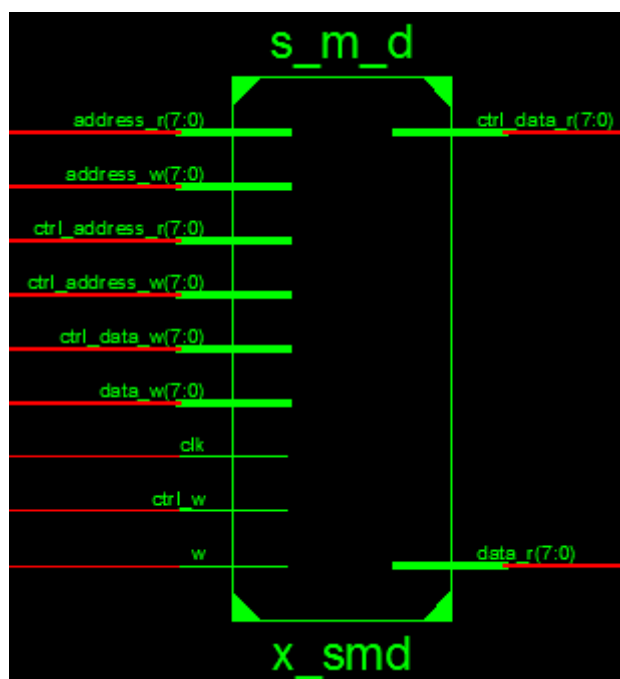 s_m_d
address_r(7:0)
ctrl_data_r(7:0)
address_w(7:0)
ctrl_address_r(7:0)
ctrl_address_w(7:0)
ctrl_data_w(7:0)
data_w(7:0)
clk
ctrl_w
w
data_r(7:0)
x_smd